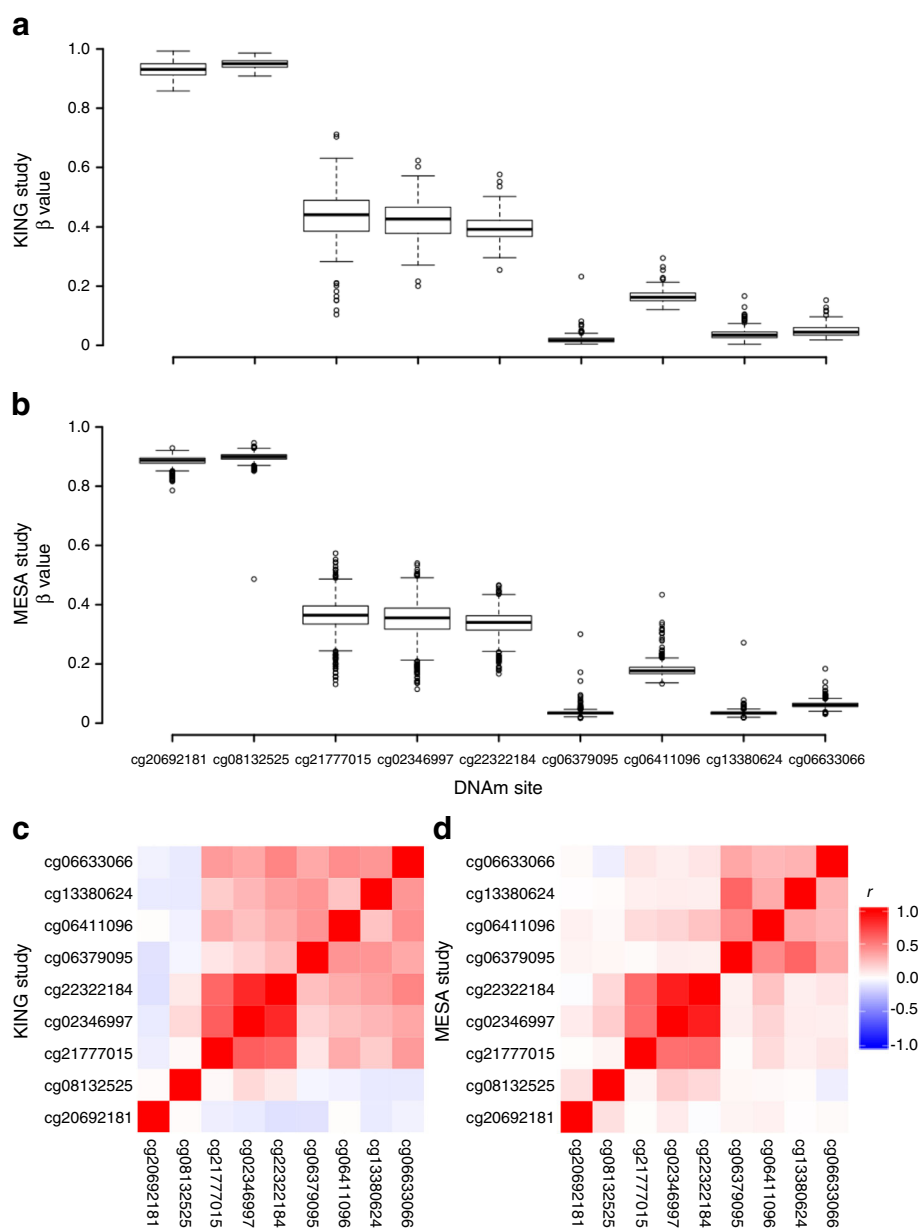 a
1.0
0.8
0.6
0.4
0.2
0
KING study
β value
b
1.0
0.8
0.6
0.4
0.2
0
MESA study
β value
cg20692181 cg08132525 cg21777015 cg02346997 cg22322184 cg06379095 cg06411096 cg13380624 cg06633066
DNAm site
c
KING study
cg06633066
cg13380624
cg06411096
cg06379095
cg22322184
cg02346997
cg21777015
cg08132525
cg20692181
cg20692181
cg08132525
cg21777015
cg02346997
cg22322184
cg06379095
cg06411096
cg13380624
cg06633066
d
MESA study
cg06633066
cg13380624
cg06411096
cg06379095
cg22322184
cg02346997
cg21777015
cg08132525
cg20692181
cg20692181
cg08132525
cg21777015
cg02346997
cg22322184
cg06379095
cg06411096
cg13380624
cg06633066
r
1.0
0.5
0.0
-0.5
-1.0